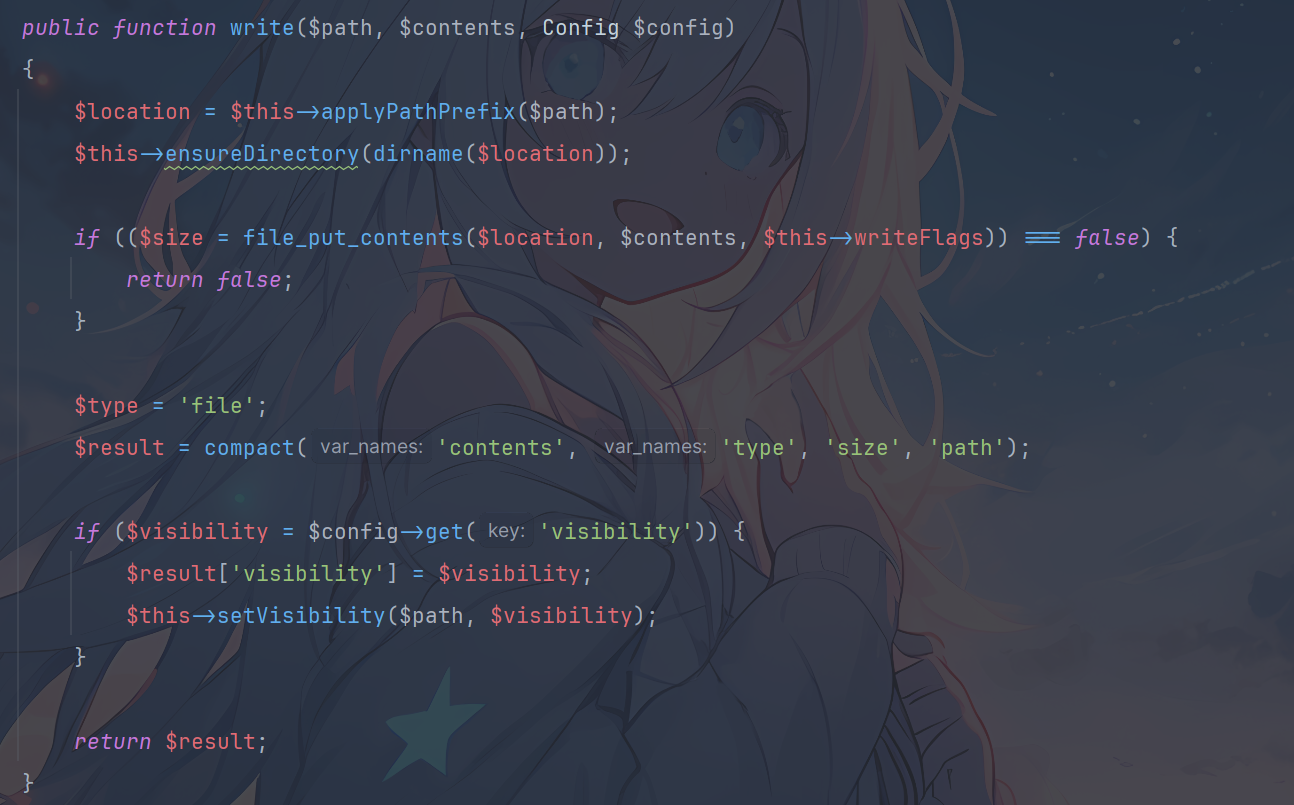 public function write($path, $contents, Config $config)
{
    $location = $this->applyPathPrefix($path);
    $this->ensureDirectory(dirname($location));

    if (($size = file_put_contents($location, $contents, $this->writeFlags)) === false) {
        return false;
    }

    $type = 'file';
    $result = compact( var_names: 'contents', var_names: 'type', 'size', 'path');

    if ($visibility = $config->get( key: 'visibility')) {
        $result['visibility'] = $visibility;
        $this->setVisibility($path, $visibility);
    }

    return $result;
}